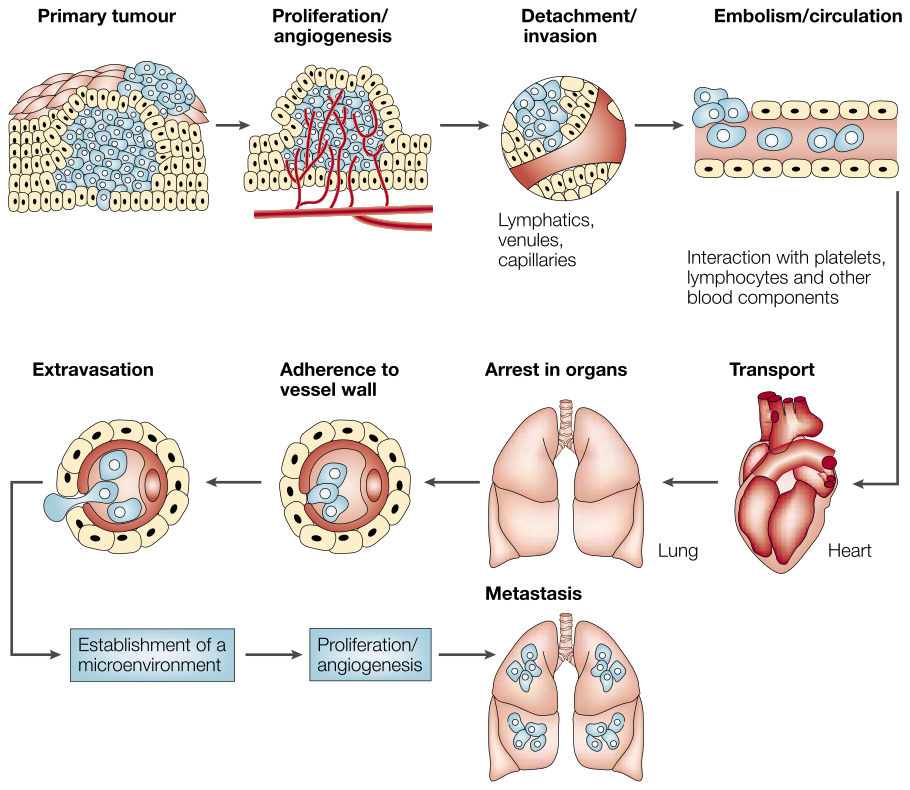 Primary tumour
Proliferation/
angiogenesis
Detachment/
invasion
Embolism/circulation
Lymphatics,
venules,
capillaries
Interaction with platelets,
lymphocytes and other
blood components
Extravasation
Adherence to
vessel wall
Arrest in organs
Transport
Lung
Heart
Metastasis
Establishment of a
microenvironment
Proliferation/
angiogenesis